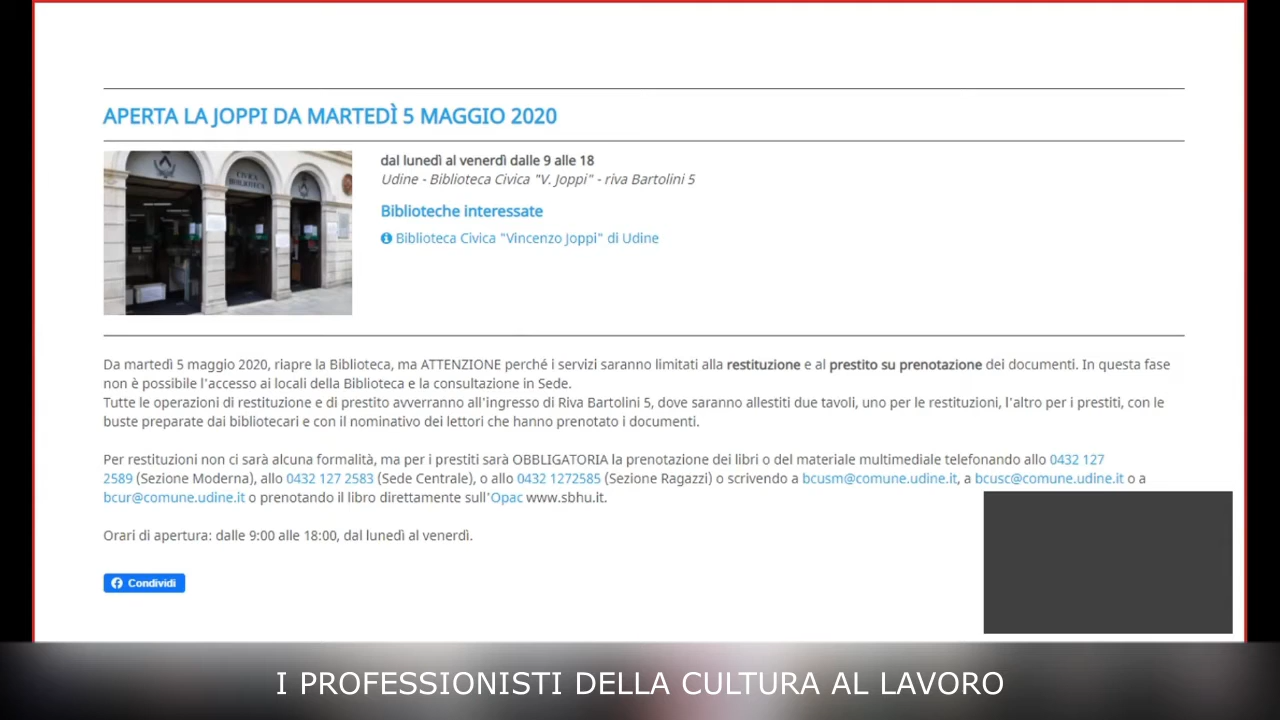 APERTA LA JOPPI DA MARTEDÌ 5 MAGGIO 2020
CIVICA
BIBLIOTECA
dal lunedì al venerdì dalle 9 alle 18
Udine - Biblioteca Civica "V. Joppi" - riva Bartolini 5
Biblioteche interessate
Biblioteca Civica "Vincenzo Joppi" di Udine
Da martedì 5 maggio 2020, riapre la Biblioteca, ma ATTENZIONE perché i servizi saranno limitati alla restituzione e al prestito su prenotazione dei documenti. In questa fase
non è possibile l'accesso ai locali della Biblioteca e la consultazione in Sede.
Tutte le operazioni di restituzione e di prestito avverranno all'ingresso di Riva Bartolini 5, dove saranno allestiti due tavoli, uno per le restituzioni, l'altro per i prestiti, con le
buste preparate dai bibliotecari e con il nominativo dei lettori che hanno prenotato i documenti.
Per restituzioni non ci sarà alcuna formalità, ma per i prestiti sarà OBBLIGATORIA la prenotazione dei libri o del materiale multimediale telefonando allo 0432 127
2589 (Sezione Moderna), allo 0432 127 2583 (Sede Centrale), o allo 0432 1272585 (Sezione Ragazzi) o scrivendo a bcusm@comune.udine.it, a bcusc@comune.udine.it o a
bcur@comune.udine.it o prenotando il libro direttamente sull'Opac www.sbhu.it.
Orari di apertura: dalle 9:00 alle 18:00, dal lunedì al venerdì.
Condividi
I PROFESSIONISTI DELLA CULTURA AL LAVORO